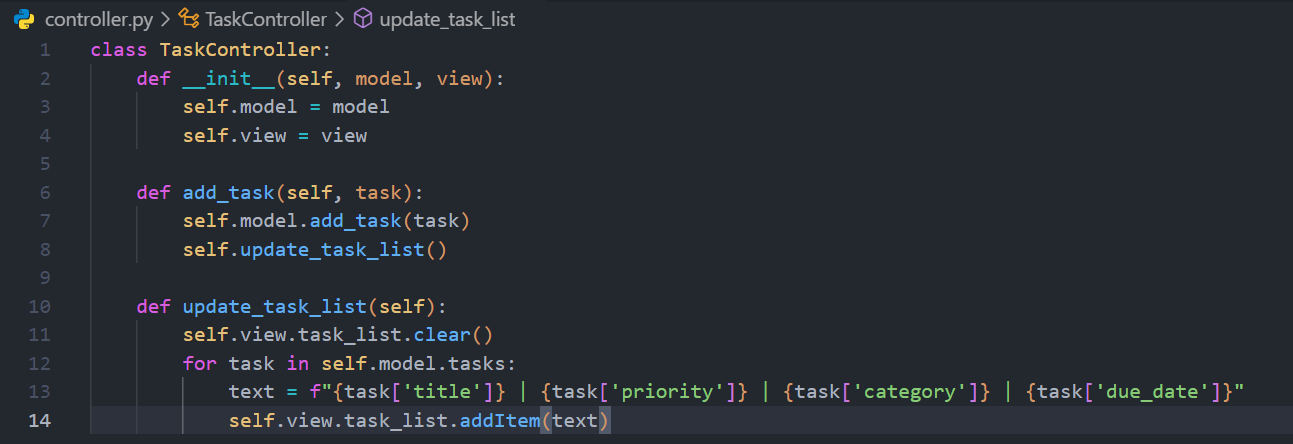 controller.py > TaskController > update_task_list
1 class TaskController:
2     def __init__(self, model, view):
3         self.model = model
4         self.view = view
5
6     def add_task(self, task):
7         self.model.add_task(task)
8         self.update_task_list()
9
10     def update_task_list(self):
11         self.view.task_list.clear()
12         for task in self.model.tasks:
13             text = f"{task['title']} | {task['priority']} | {task['category']} | {task['due_date']}"
14             self.view.task_list.addItem(text)